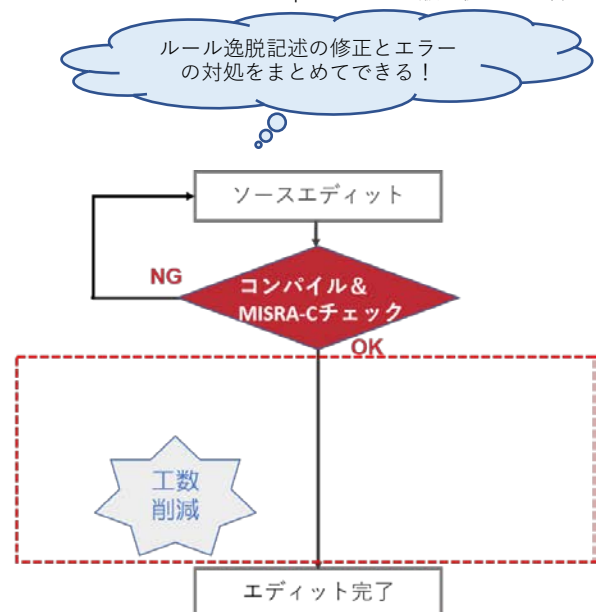 ルール逸脱記述の修正とエラー
の対処をまとめてできる！
ソースエディット
NG
コンパイル＆
MISRA-Cチェック
OK
工数
削減
エディット完了